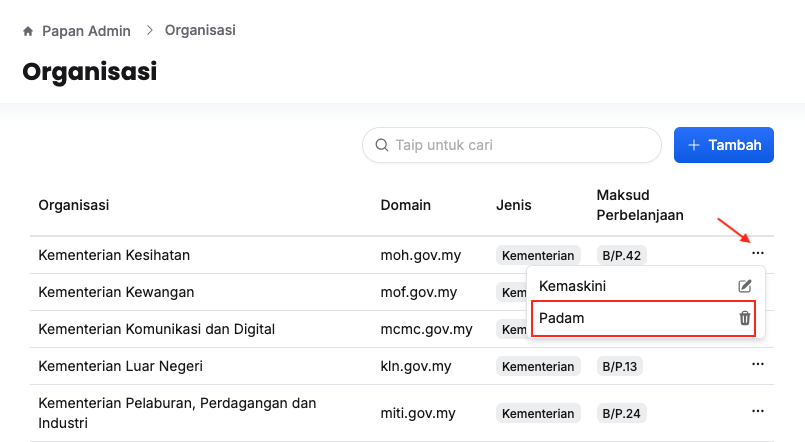 Papan Admin > Organisasi
Organisasi
Taip untuk cari
+ Tambah
Organisasi Domain Jenis Maksud
Perbelanjaan
Kementerian Kesihatan moh.gov.my Kementerian B/P.42 ...
Kemaskini
Kementerian Kewangan mof.gov.my
Padam
Kementerian Komunikasi dan Digital mcmc.gov.my
Kementerian Luar Negeri kln.gov.my Kementerian B/P.13 ...
Kementerian Pelaburan, Perdagangan dan
Industri miti.gov.my Kementerian B/P.24 ...